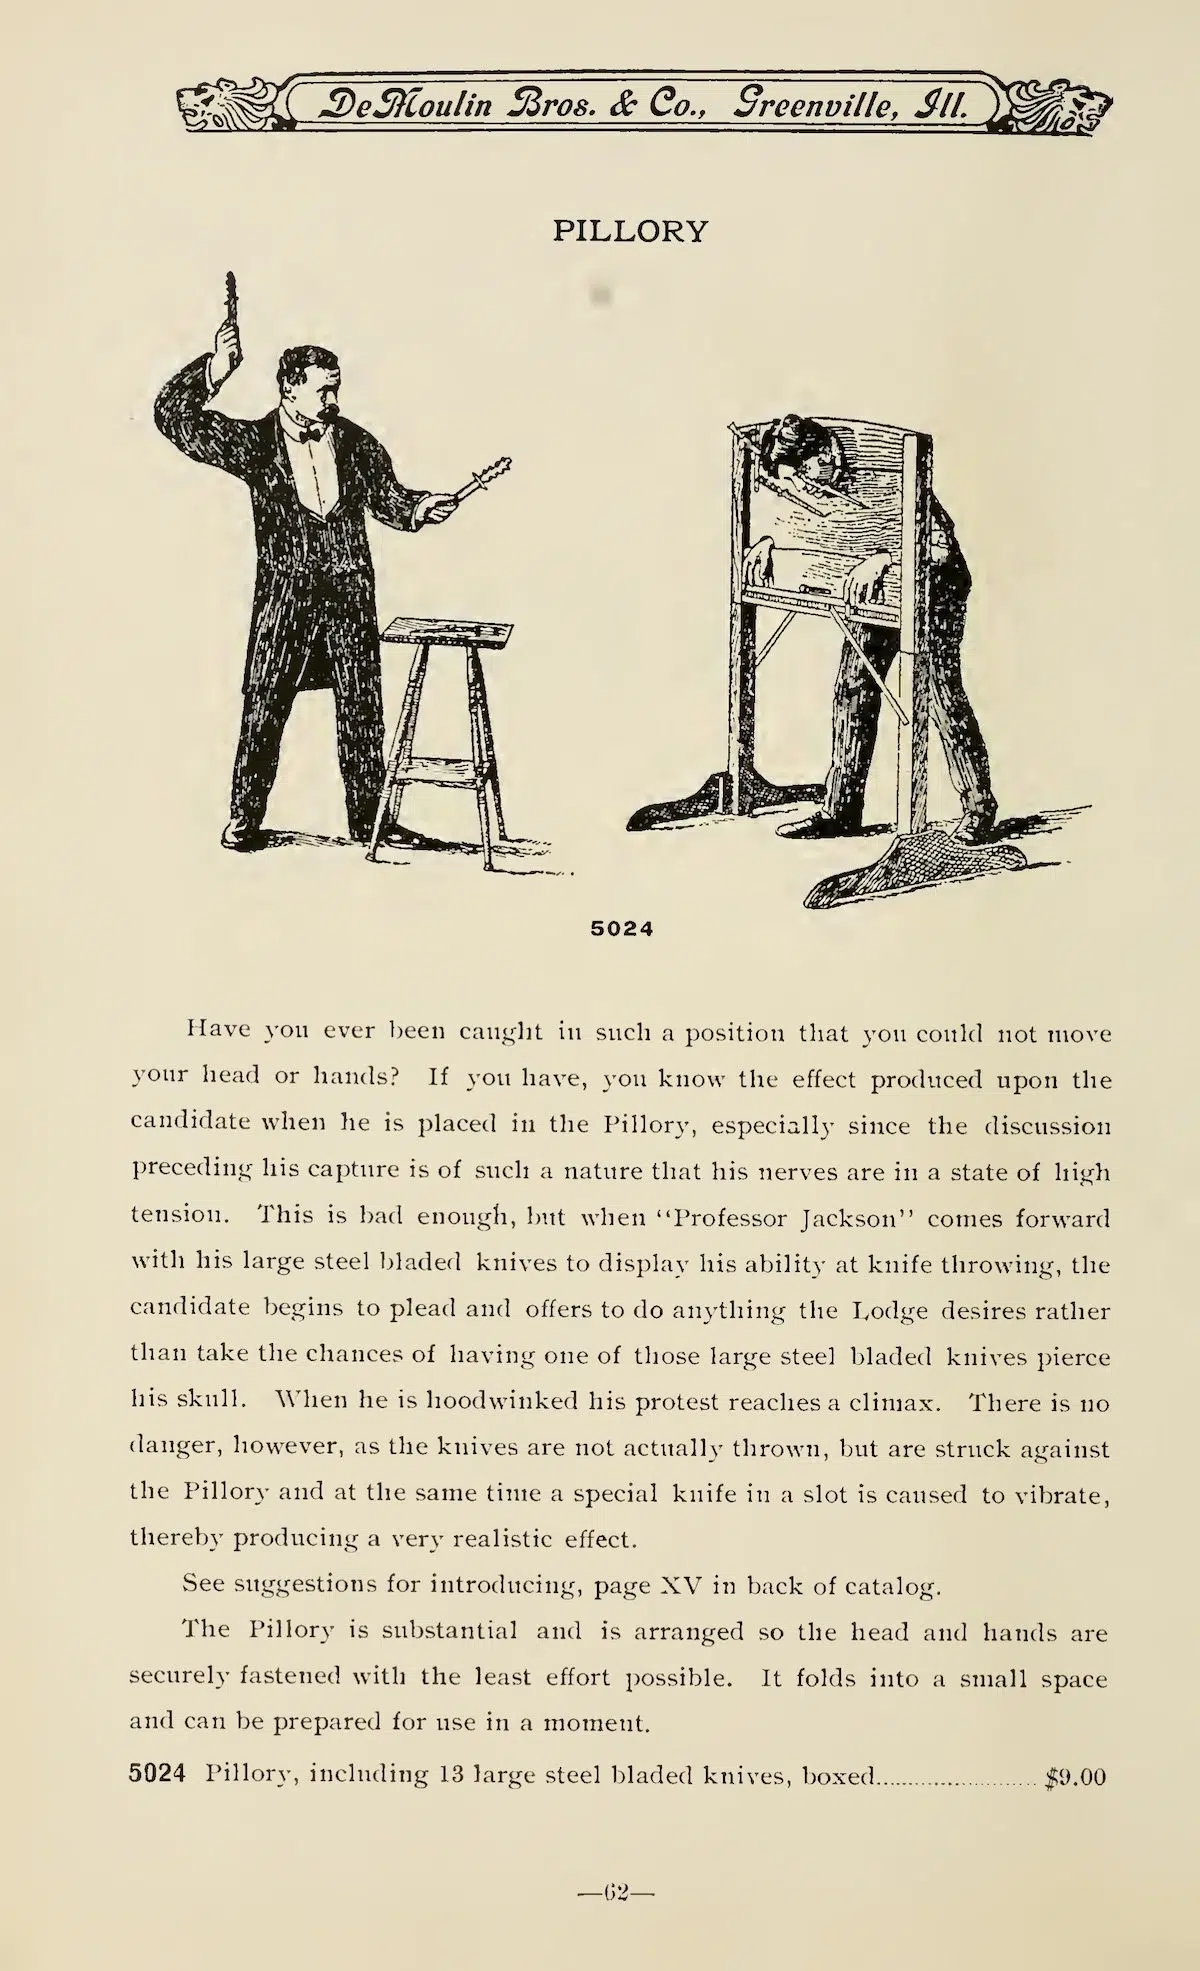 DeMoulin Bros. & Co., Greenville, Ill.
PILLORY
5024
Have you ever been caught in such a position that you could not move
your head or hands? If you have, you know the effect produced upon the
candidate when he is placed in the Pillory, especially since the discussion
preceding his capture is of such a nature that his nerves are in a state of high
tension. This is bad enough, but when "Professor Jackson" comes forward
with his large steel bladed knives to display his ability at knife throwing, the
candidate begins to plead and offers to do anything the Lodge desires rather
than take the chances of having one of those large steel bladed knives pierce
his skull. When he is hoodwinked his protest reaches a climax. There is no
danger, however, as the knives are not actually thrown, but are struck against
the Pillory and at the same time a special knife in a slot is caused to vibrate,
thereby producing a very realistic effect.
See suggestions for introducing, page XV in back of catalog.
The Pillory is substantial and is arranged so the head and hands are
securely fastened with the least effort possible. It folds into a small space
and can be prepared for use in a moment.
5024 Pillory, including 13 large steel bladed knives, boxed........................ $9.00
—62—